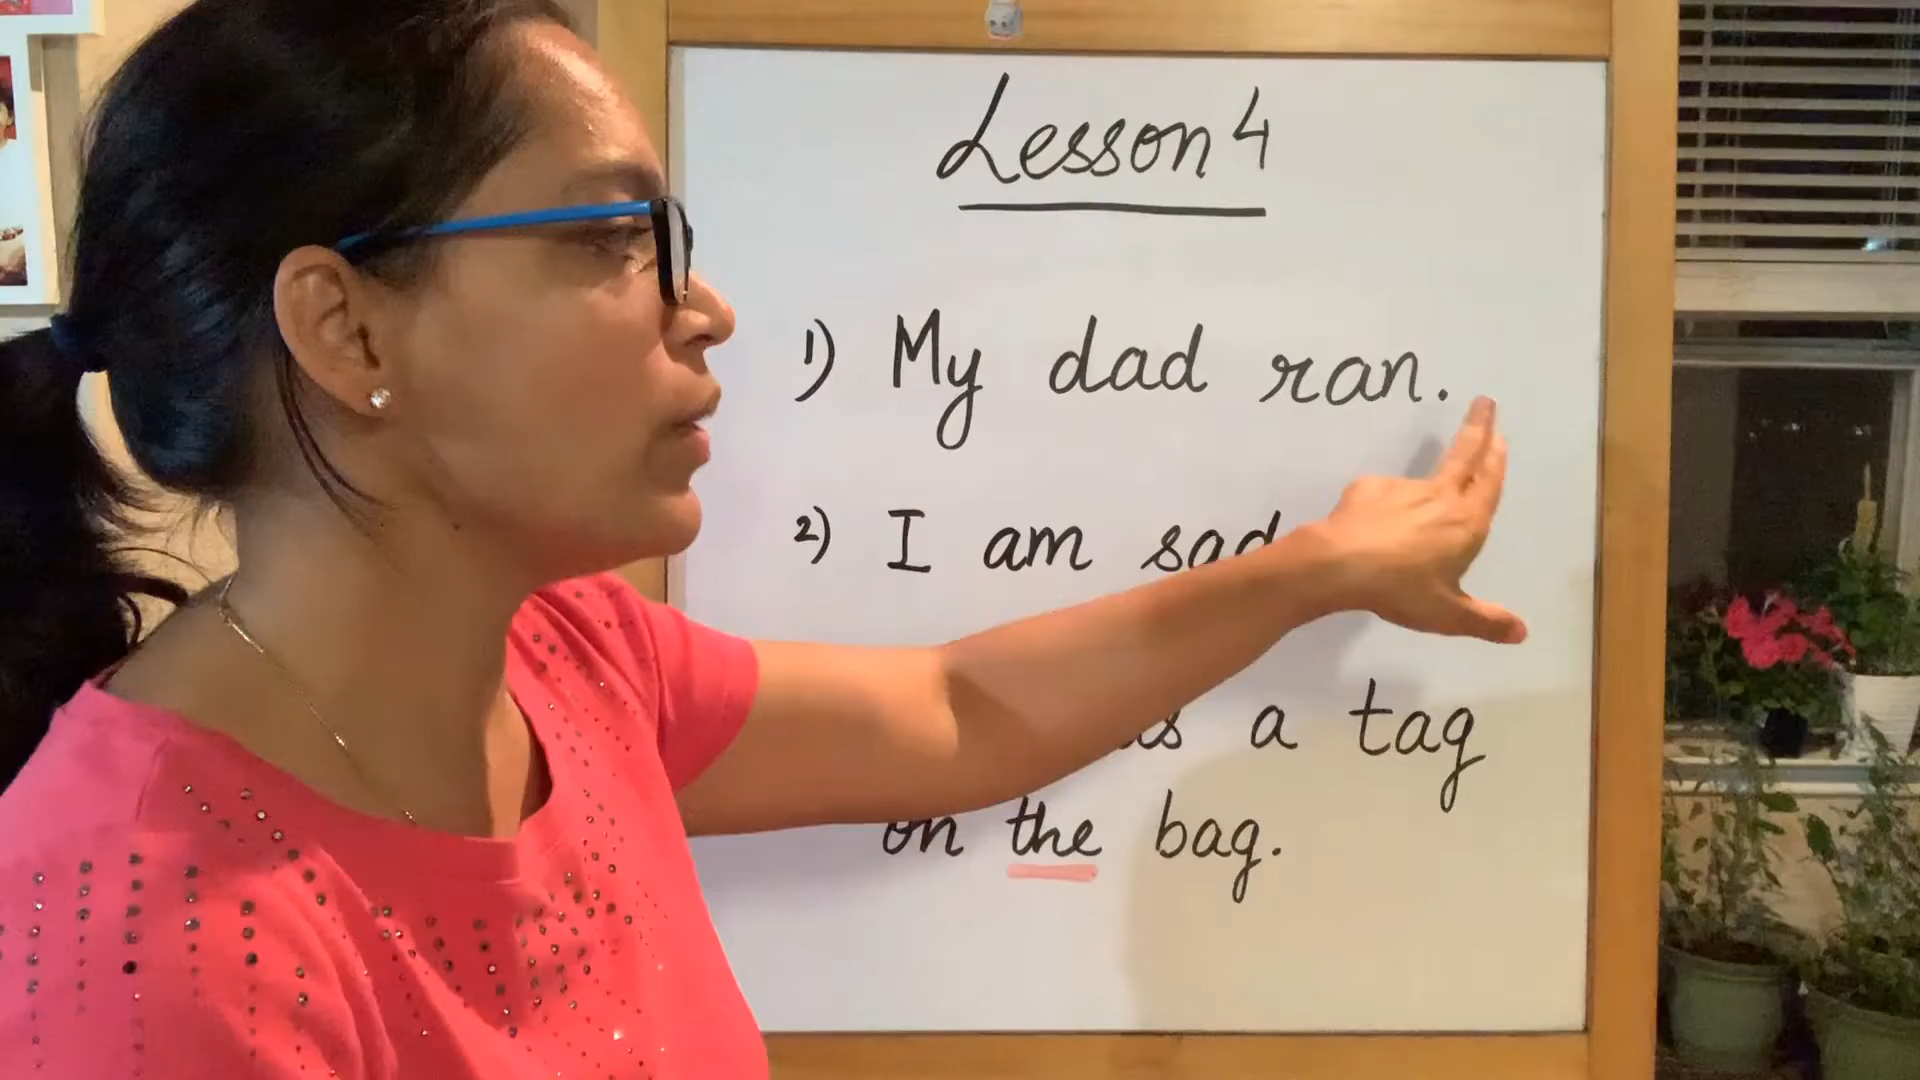 Lesson 4
1) My dad ran.
2) I am sad
a tag
on the bag.